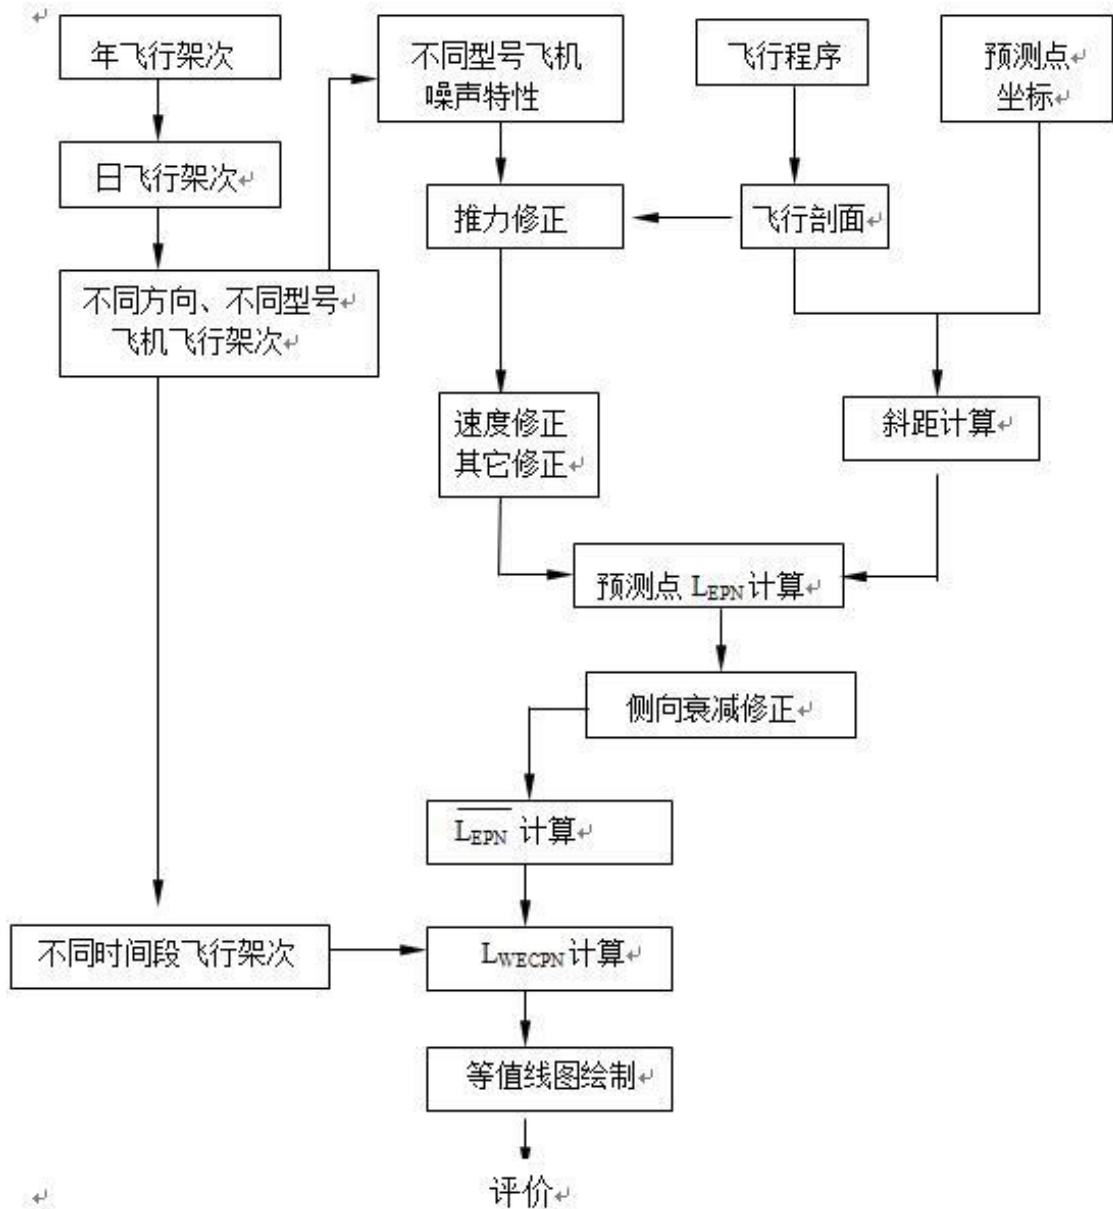 年飞行架次
不同型号飞机
噪声特性
飞行程序
预测点↵
坐标↵
日飞行架次↵
推力修正
飞行剖面↵
不同方向、不同型号↵
飞机飞行架次↵
速度修正
其它修正↵
斜距计算↵
预测点 LEPN 计算↵
侧向衰减修正↵
L̅E̅P̅N̅ 计算↵
不同时间段飞行架次
LWECPN 计算↵
等值线图绘制↵
评价↵